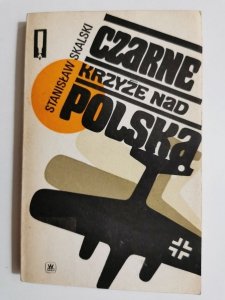 STANISŁAW SKALSKI
CZARNE
KRZYŻE NAD
POLSKĄ